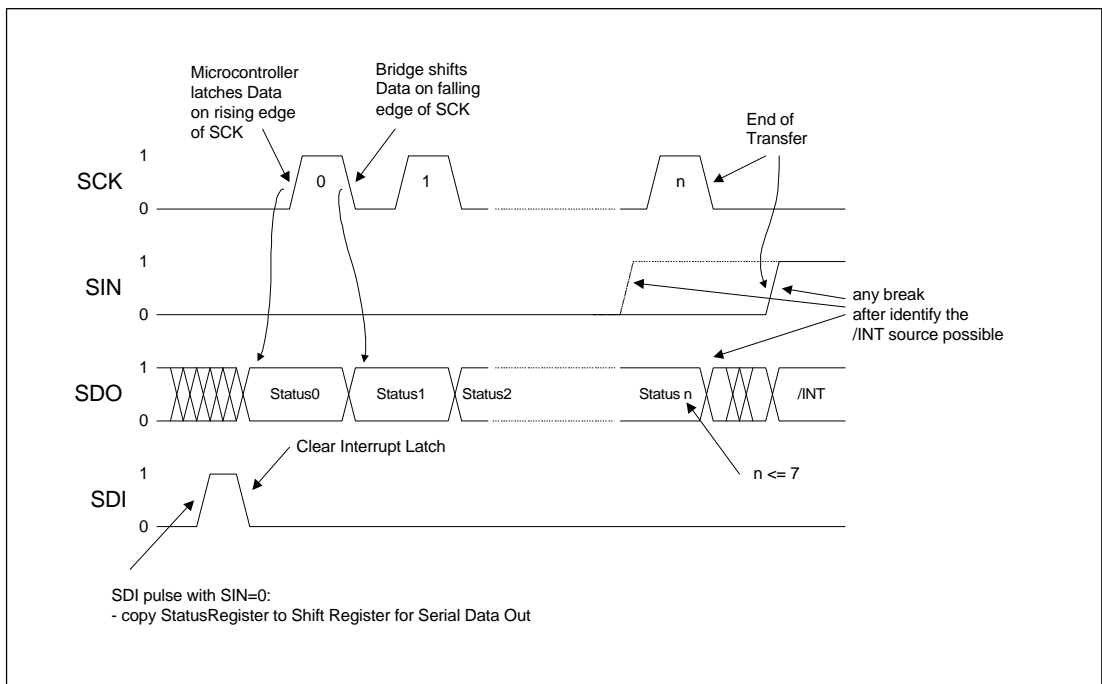 Microcontroller
latches Data
on rising edge
of SCK
Bridge shifts
Data on falling
edge of SCK
End of
Transfer
SCK
1
0
0
1
n
SIN
1
0
any break
after identify the
/INT source possible
SDO
1
0
Status0
Status1
Status2
Status n
/INT
Clear Interrupt Latch
n <= 7
SDI
1
0
SDI pulse with SIN=0:
- copy StatusRegister to Shift Register for Serial Data Out